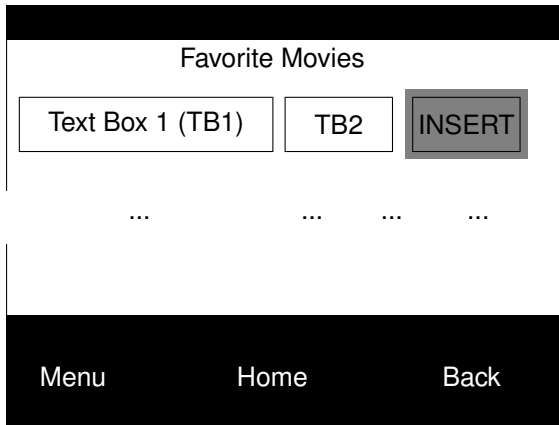 Favorite Movies
Text Box 1 (TB1) TB2 INSERT
... ... ... ...
Menu Home Back